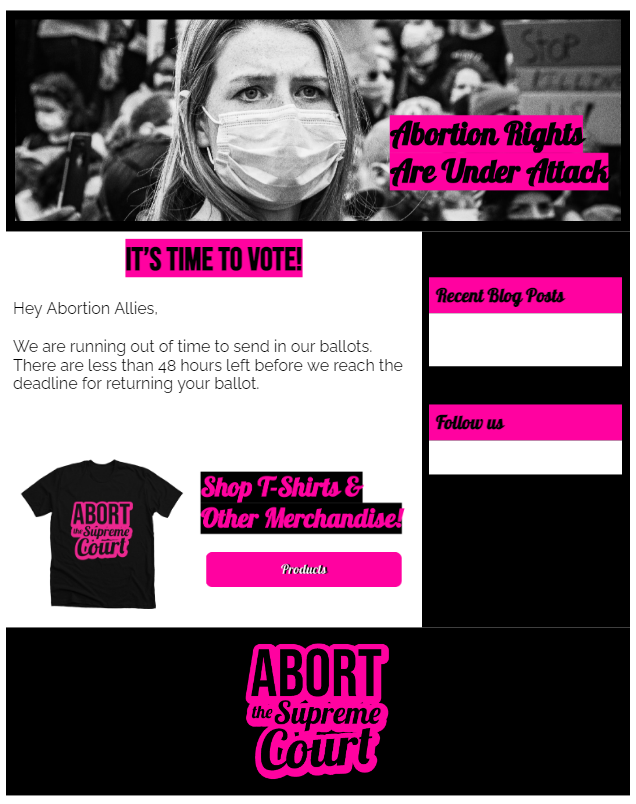 STOP
KILLING
US!
Abortion Rights
Are Under Attack
IT'S TIME TO VOTE!
Hey Abortion Allies,
We are running out of time to send in our ballots.
There are less than 48 hours left before we reach the
deadline for returning your ballot.
Recent Blog Posts
Follow us
ABORT
the Supreme
Court
Shop T-Shirts &
Other Merchandise!
Products
ABORT
the Supreme
Court